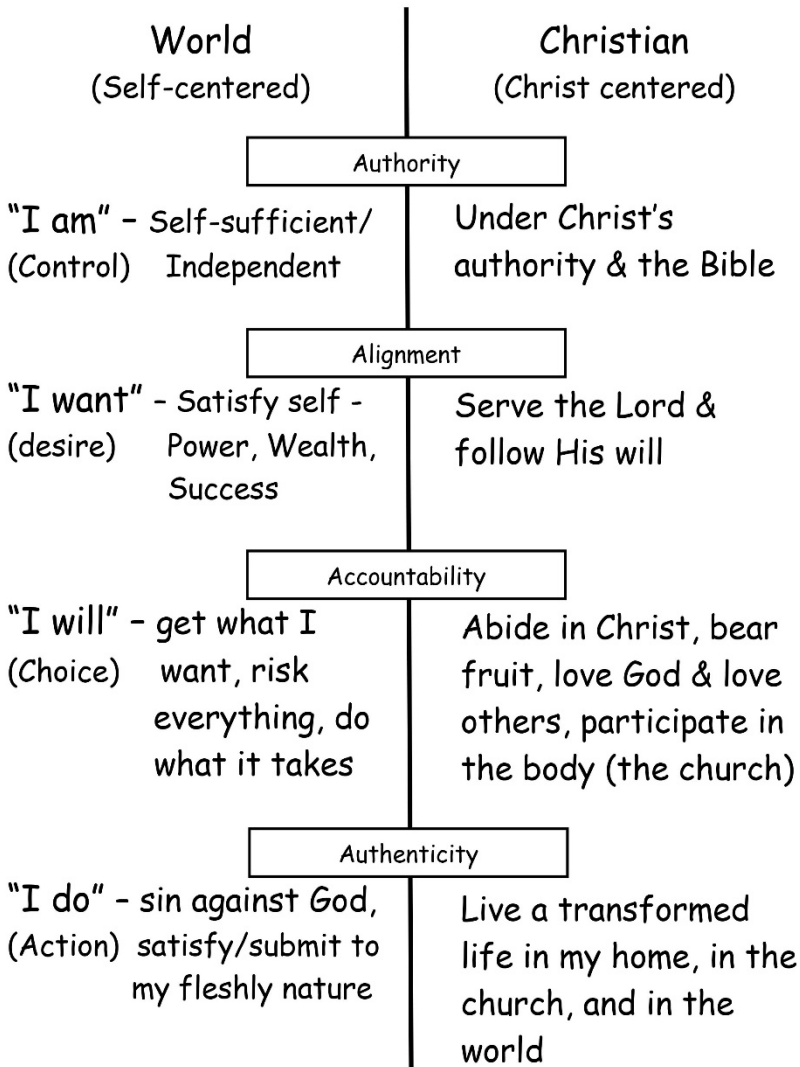 World
(Self-centered)
Christian
(Christ centered)
Authority
“I am” – Self-sufficient/
(Control) Independent
Under Christ’s
authority & the Bible
Alignment
“I want” – Satisfy self -
(desire) Power, Wealth,
Success
Serve the Lord &
follow His will
Accountability
“I will” – get what I
(Choice) want, risk
everything, do
what it takes
Abide in Christ, bear
fruit, love God & love
others, participate in
the body (the church)
Authenticity
“I do” – sin against God,
(Action) satisfy/submit to
my fleshly nature
Live a transformed
life in my home, in the
church, and in the
world